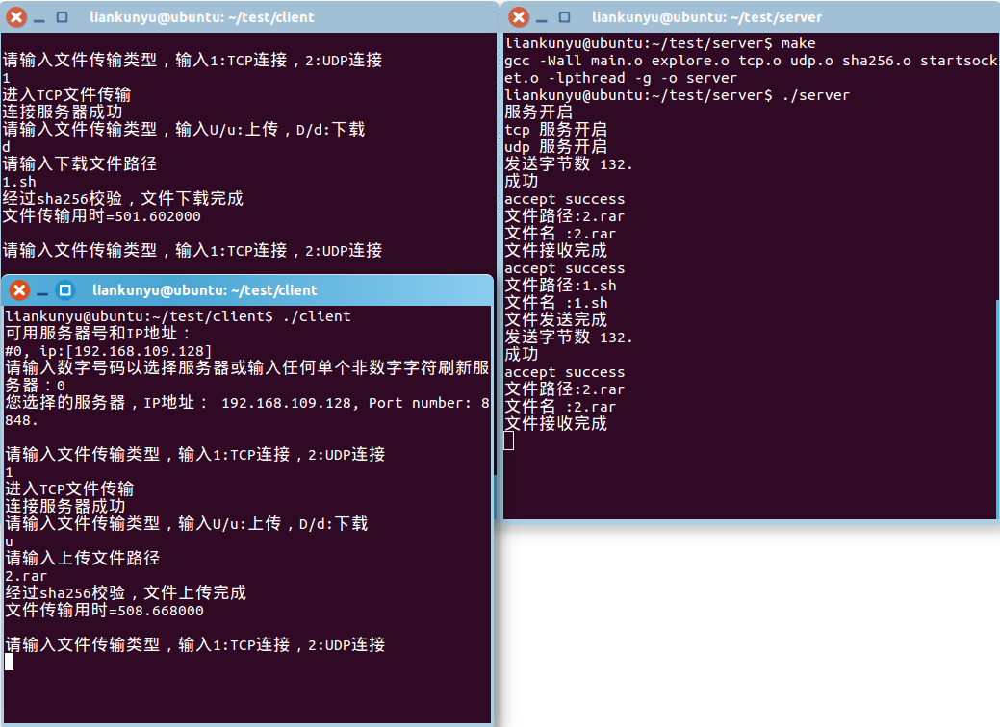 liankunyu@ubuntu: ~/test/client
请输入文件传输类型，输入1:TCP连接，2:UDP连接
1
进入TCP文件传输
连接服务器成功
请输入文件传输类型，输入U/u:上传，D/d:下载
d
请输入下载文件路径
1.sh
经过sha256校验，文件下载完成
文件传输用时=501.602000
请输入文件传输类型，输入1:TCP连接，2:UDP连接
liankunyu@ubuntu: ~/test/client
liankunyu@ubuntu:~/test/client$ ./client
可用服务器号和IP地址：
#0, ip:[192.168.109.128]
请输入数字号码以选择服务器或输入任何单个非数字字符刷新服
务器：0
您选择的服务器，IP地址： 192.168.109.128, Port number: 8
848.
请输入文件传输类型，输入1:TCP连接，2:UDP连接
1
进入TCP文件传输
连接服务器成功
请输入文件传输类型，输入U/u:上传，D/d:下载
u
请输入上传文件路径
2.rar
经过sha256校验，文件上传完成
文件传输用时=508.668000
请输入文件传输类型，输入1:TCP连接，2:UDP连接
liankunyu@ubuntu: ~/test/server
liankunyu@ubuntu:~/test/server$ make
gcc -Wall main.o explore.o tcp.o udp.o sha256.o startsock
et.o -lpthread -g -o server
liankunyu@ubuntu:~/test/server$ ./server
服务开启
tcp 服务开启
udp 服务开启
发送字节数 132.
成功
accept success
文件路径:2.rar
文件名 :2.rar
文件接收完成
accept success
文件路径:1.sh
文件名 :1.sh
文件发送完成
发送字节数 132.
成功
accept success
文件路径:2.rar
文件名 :2.rar
文件接收完成